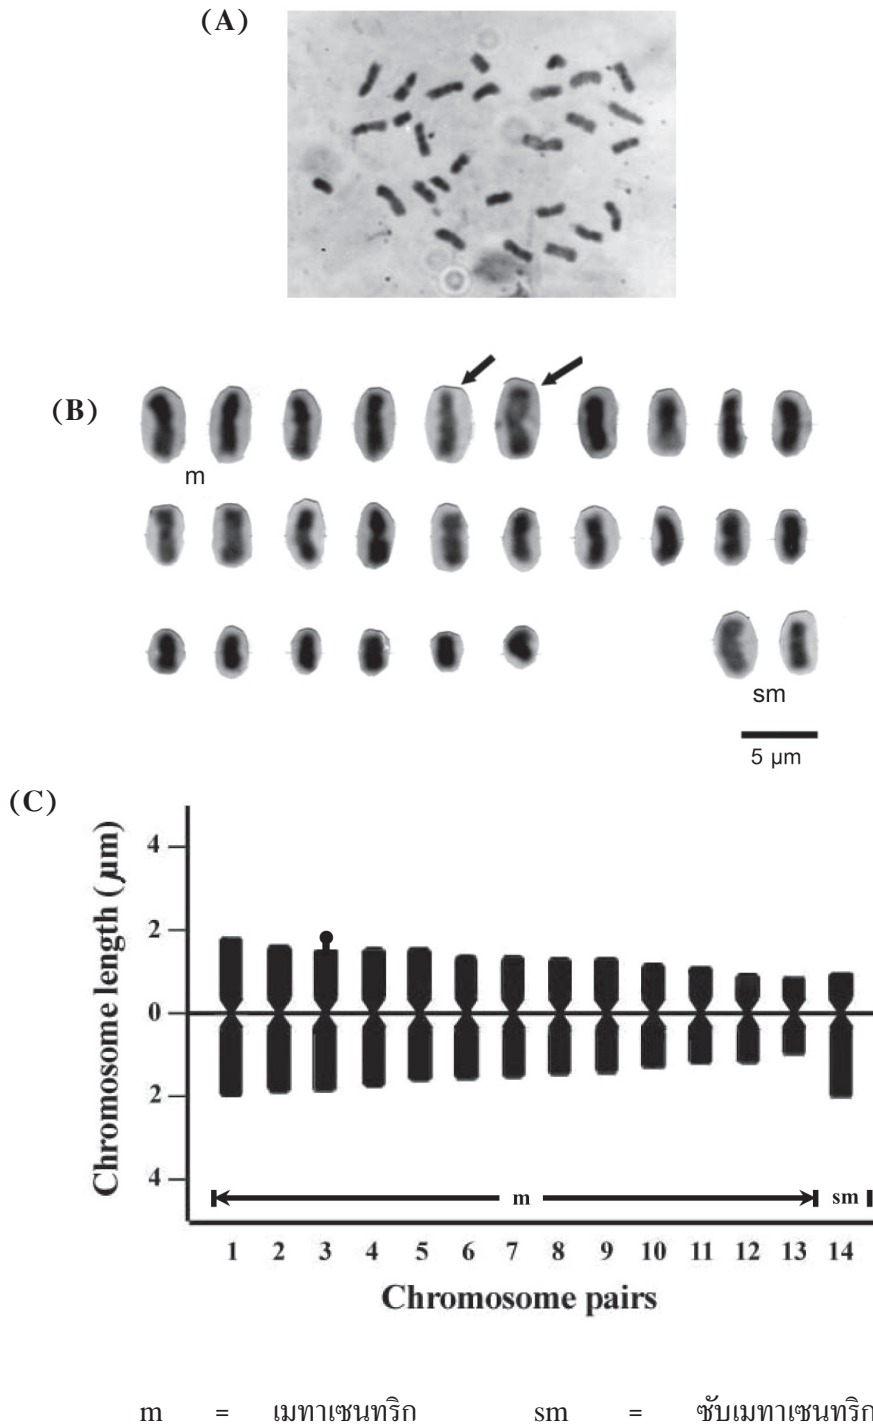 (A)
(B)
m
sm
5 µm
(C)
Chromosome length (µm)
4
2
0
2
4
m
sm
1 2 3 4 5 6 7 8 9 10 11 12 13 14
Chromosome pairs
m = เมทาเซนทริก sm = ซับเมทาเซนทริก